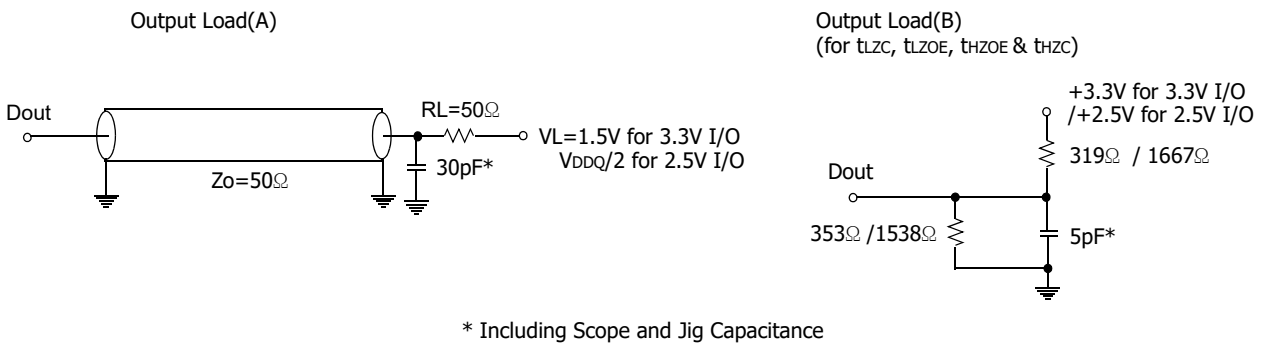 Output Load(A)
Dout
Zo=50Ω
RL=50Ω
30pF*
VL=1.5V for 3.3V I/O
VDDQ/2 for 2.5V I/O
Output Load(B)
(for tLZC, tLZOE, tHZOE & tHZC)
+3.3V for 3.3V I/O
/+2.5V for 2.5V I/O
319Ω / 1667Ω
Dout
353Ω /1538Ω
5pF*
* Including Scope and Jig Capacitance